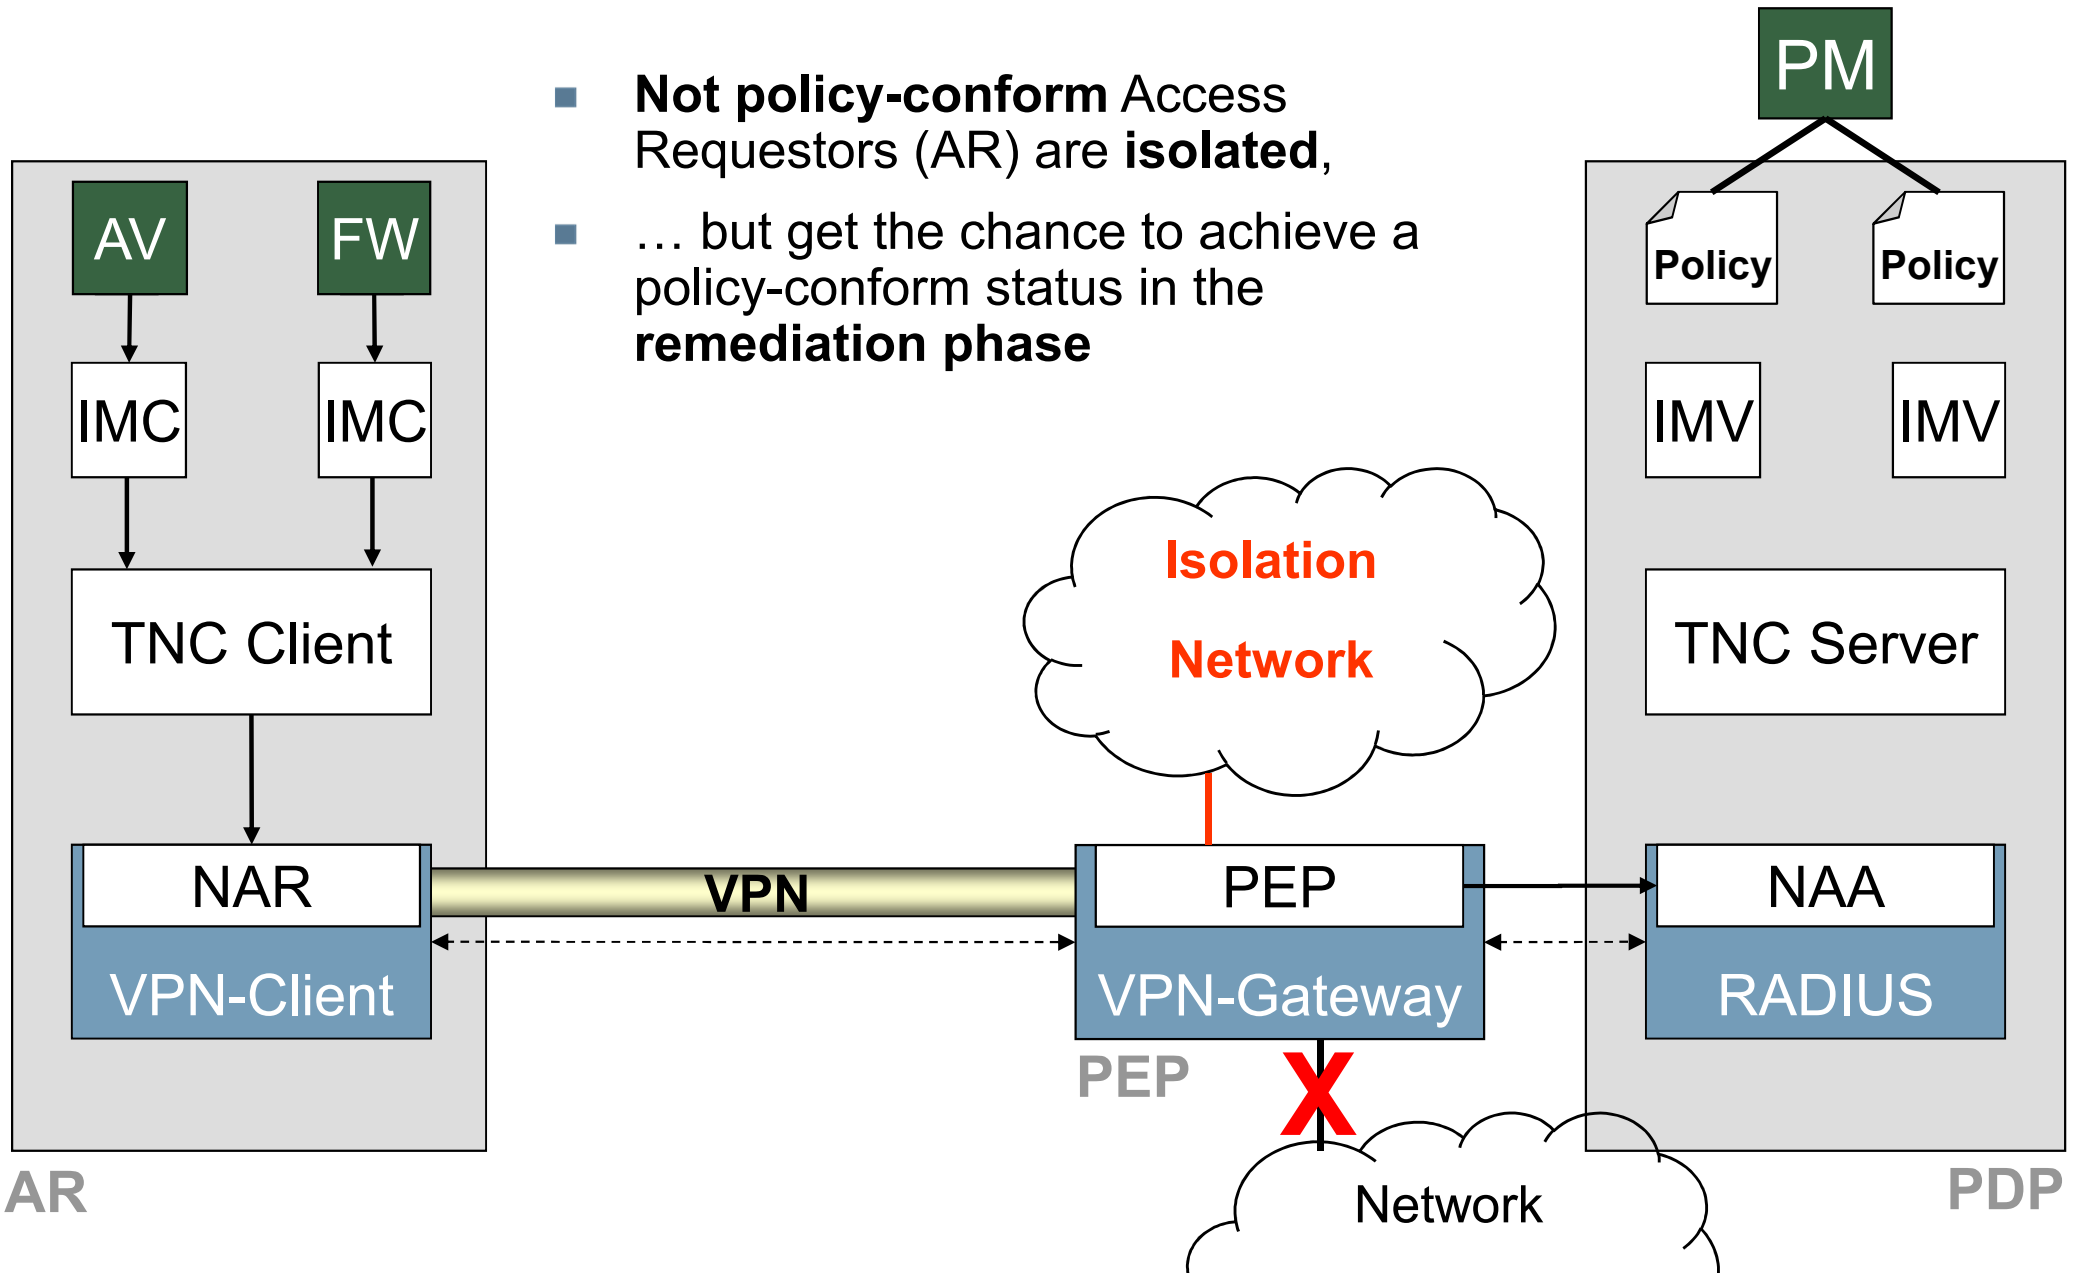 PM
Not policy-conform Access
Requestors (AR) are isolated,
… but get the chance to achieve a
policy-conform status in the
remediation phase
AV
FW
Policy
Policy
IMC
IMC
IMV
IMV
Isolation
Network
TNC Client
TNC Server
NAR
VPN
PEP
NAA
VPN-Client
VPN-Gateway
RADIUS
PEP
X
AR
Network
PDP